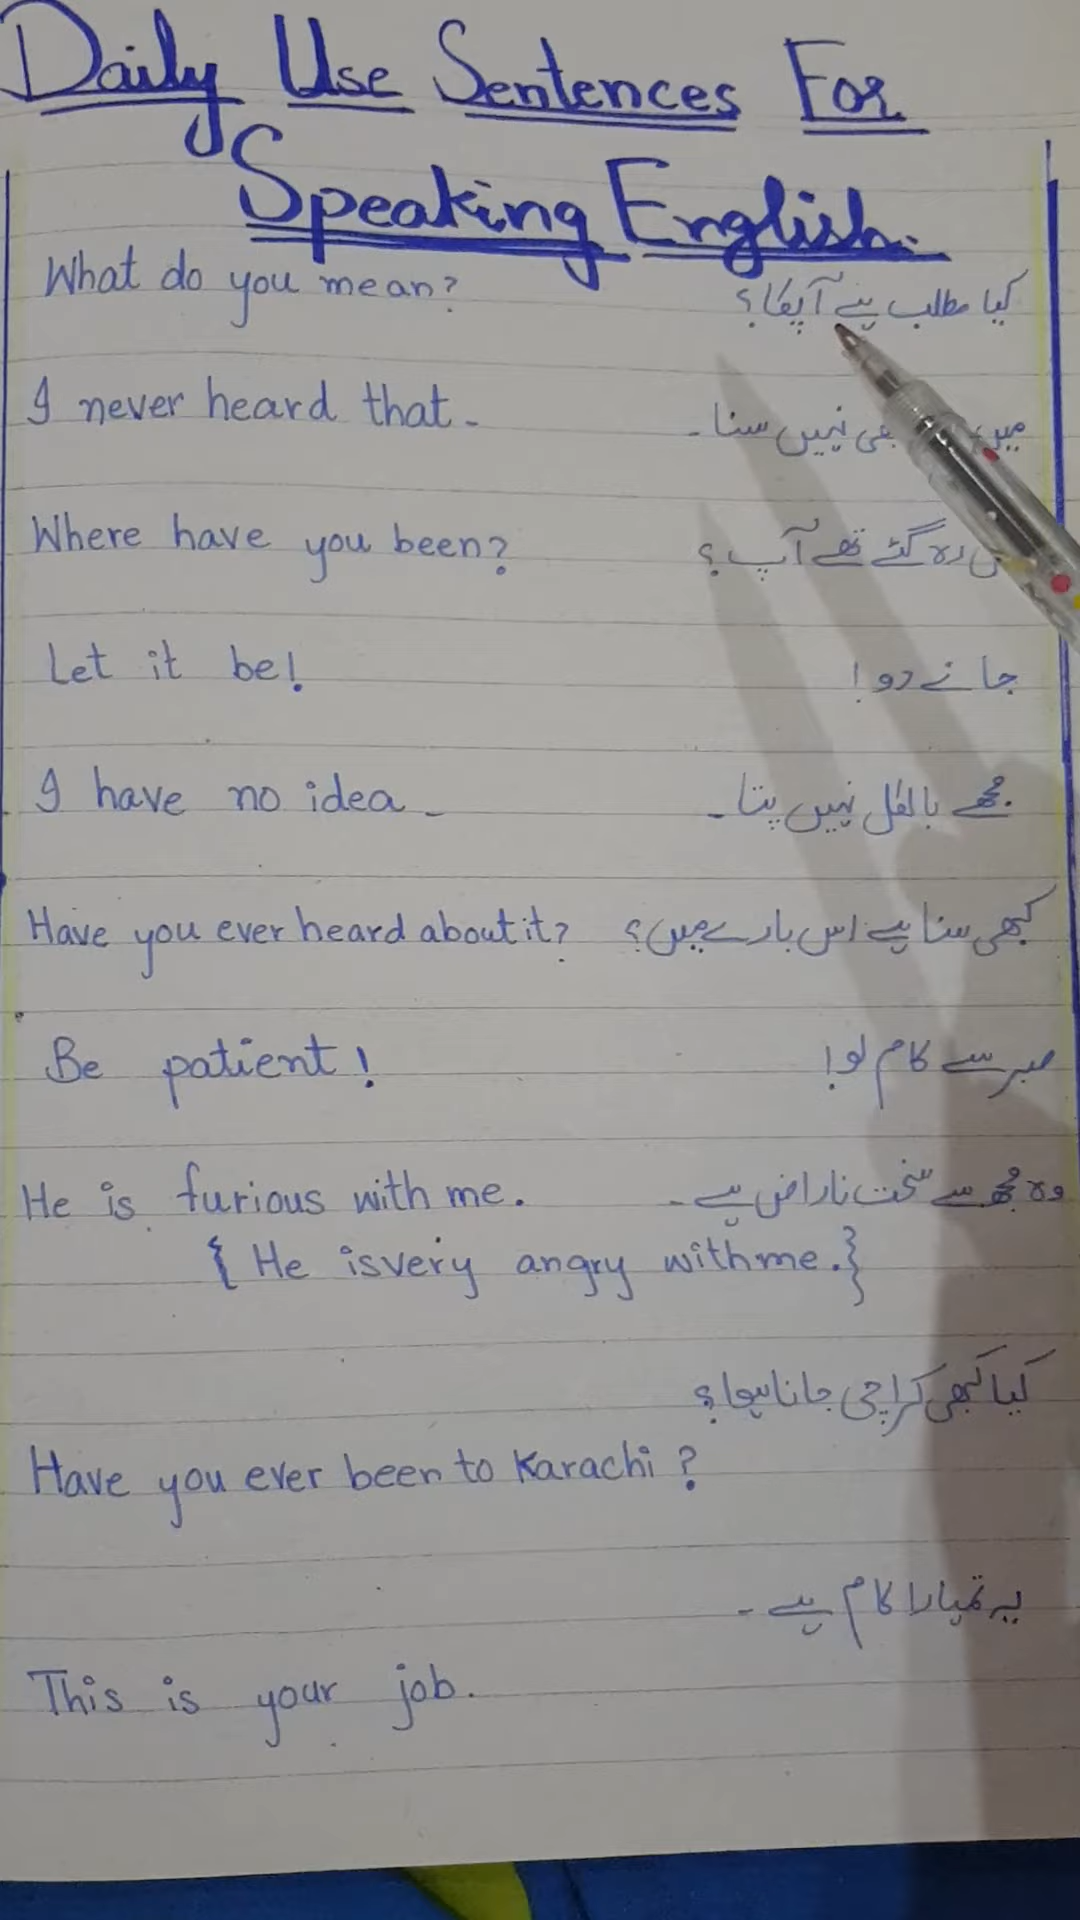 Daily Use Sentences For
Speaking English.
What do you mean? کیا مطلب ہے آپکا؟
I never heard that. میں نہیں سنا۔
Where have you been? رہ گئے تھے آپ؟
Let it be! جانے دو!
I have no idea. مجھے بالکل نہیں پتا۔
Have you ever heard about it? کبھی سنا ہے اس بارے میں؟
Be patient! صبر سے کام لو!
He is furious with me. وہ مجھ سے سخت ناراض ہے۔
{ He is very angry with me. }
کیا کبھی کراچی جانا ہوا؟
Have you ever been to Karachi?
یہ تمہارا کام ہے۔
This is your job.